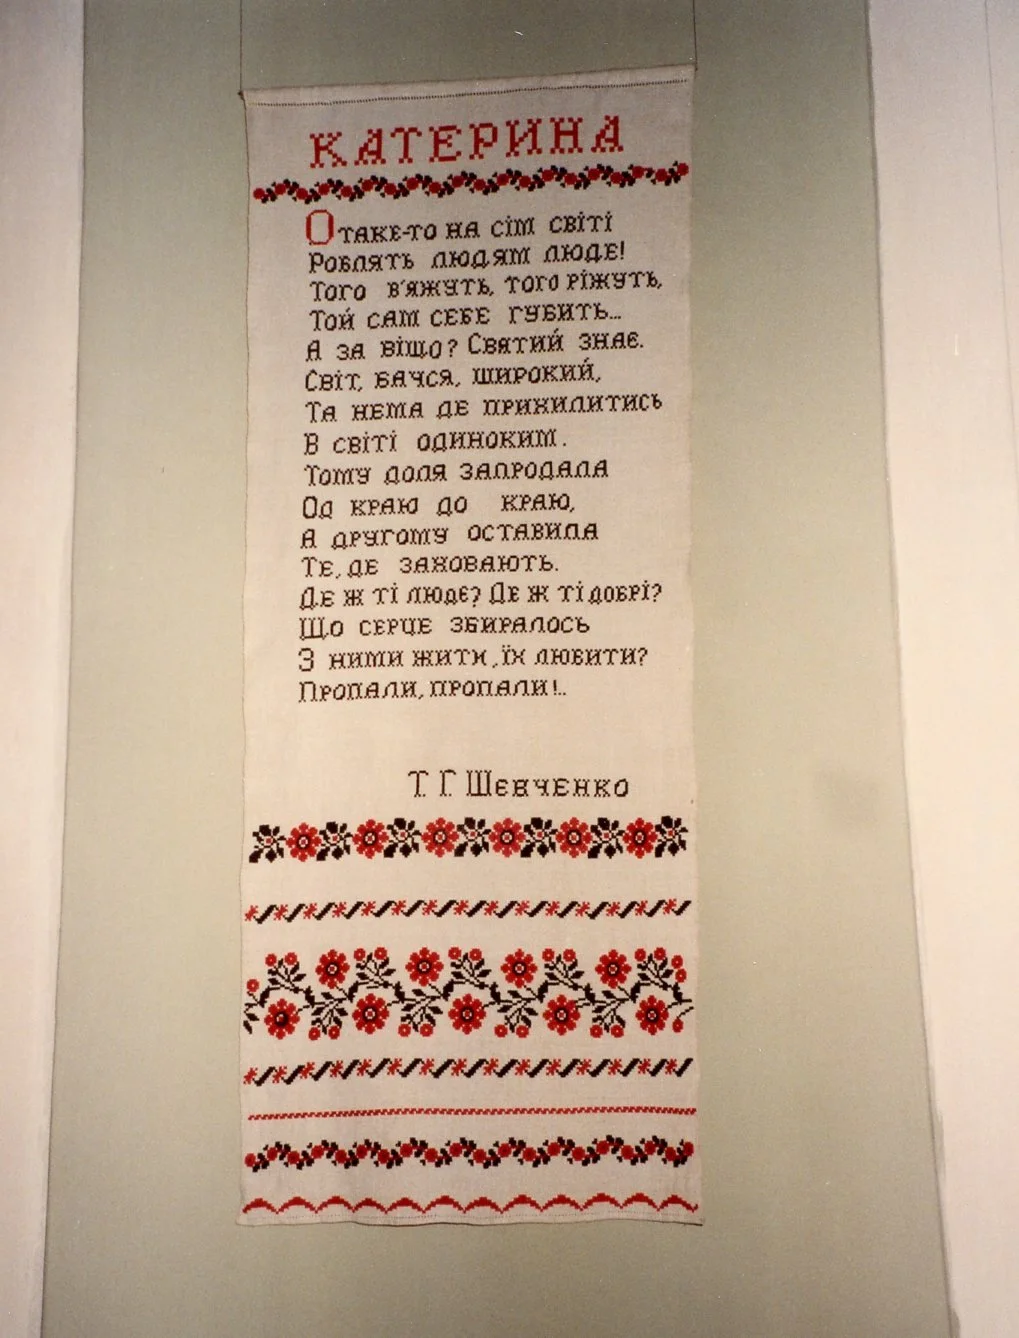 КАТЕРИНА
Отаке-то на сім світі
Роблять людям люде!
Того в'яжуть, того ріжуть,
Той сам себе губить...
А за віщо? Святий знає.
Світ, бачся, широкий,
Та нема де прихилитись
В світі одиноким.
Тому доля запродала
Од краю до краю,
А другому оставила
Те, де заховають.
Де ж ті люде? Де ж ті добрі?
Що серце збиралось
З ними жити, їх любити?
Пропали, пропали!..
Т. Г. Шевченко